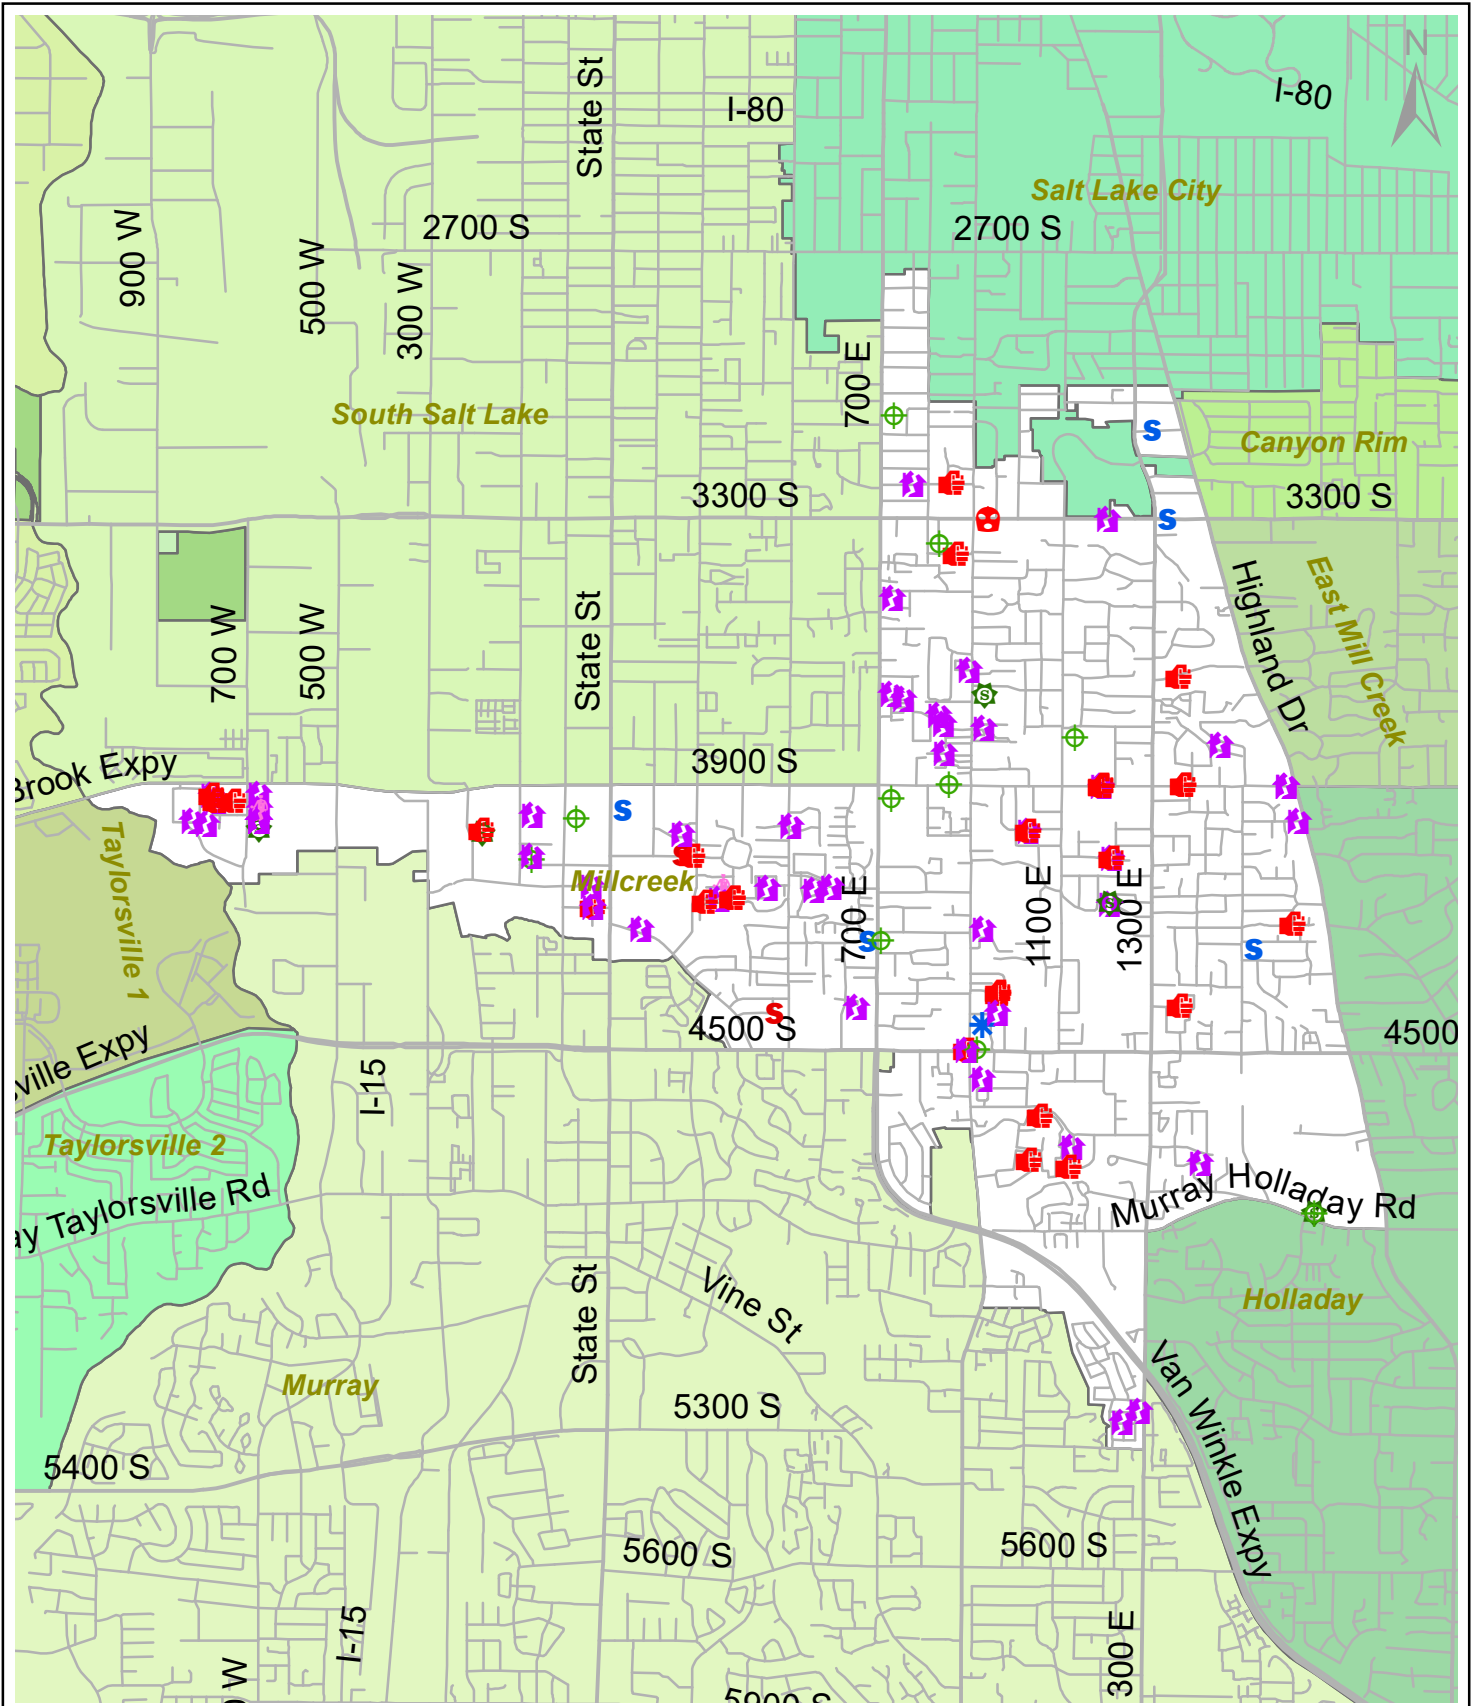 N
I-80
State St
I-80
Salt Lake City
2700 S
2700 S
900 W
500 W
300 W
700 E
South Salt Lake
Canyon Rim
3300 S
3300 S
Highland Dr
East Mill Creek
State St
700 W
500 W
3900 S
Brook Expy
Taylorsville 1
Millcreek
700 E
1100 E
1300 E
4500 S
4500
sville Expy
I-15
Taylorsville 2
ay Taylorsville Rd
Murray Holladay Rd
State St
Vine St
Holladay
Murray
Van Winkle Expy
5300 S
5400 S
5600 S
5600 S
I-15
300 E
0 W
5900 S